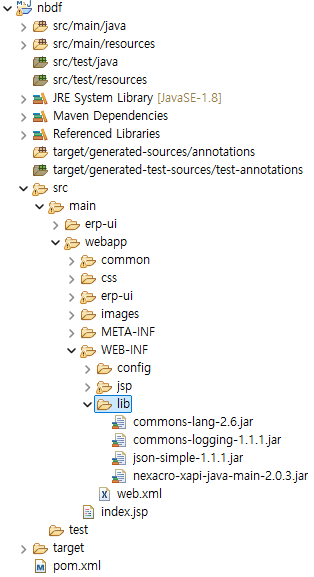 nbdf
src/main/java
src/main/resources
src/test/java
src/test/resources
JRE System Library [JavaSE-1.8]
Maven Dependencies
Referenced Libraries
target/generated-sources/annotations
target/generated-test-sources/test-annotations
src
main
erp-ui
webapp
common
css
erp-ui
images
META-INF
WEB-INF
config
jsp
lib
commons-lang-2.6.jar
commons-logging-1.1.1.jar
json-simple-1.1.1.jar
nexacro-xapi-java-main-2.0.3.jar
web.xml
index.jsp
test
target
pom.xml